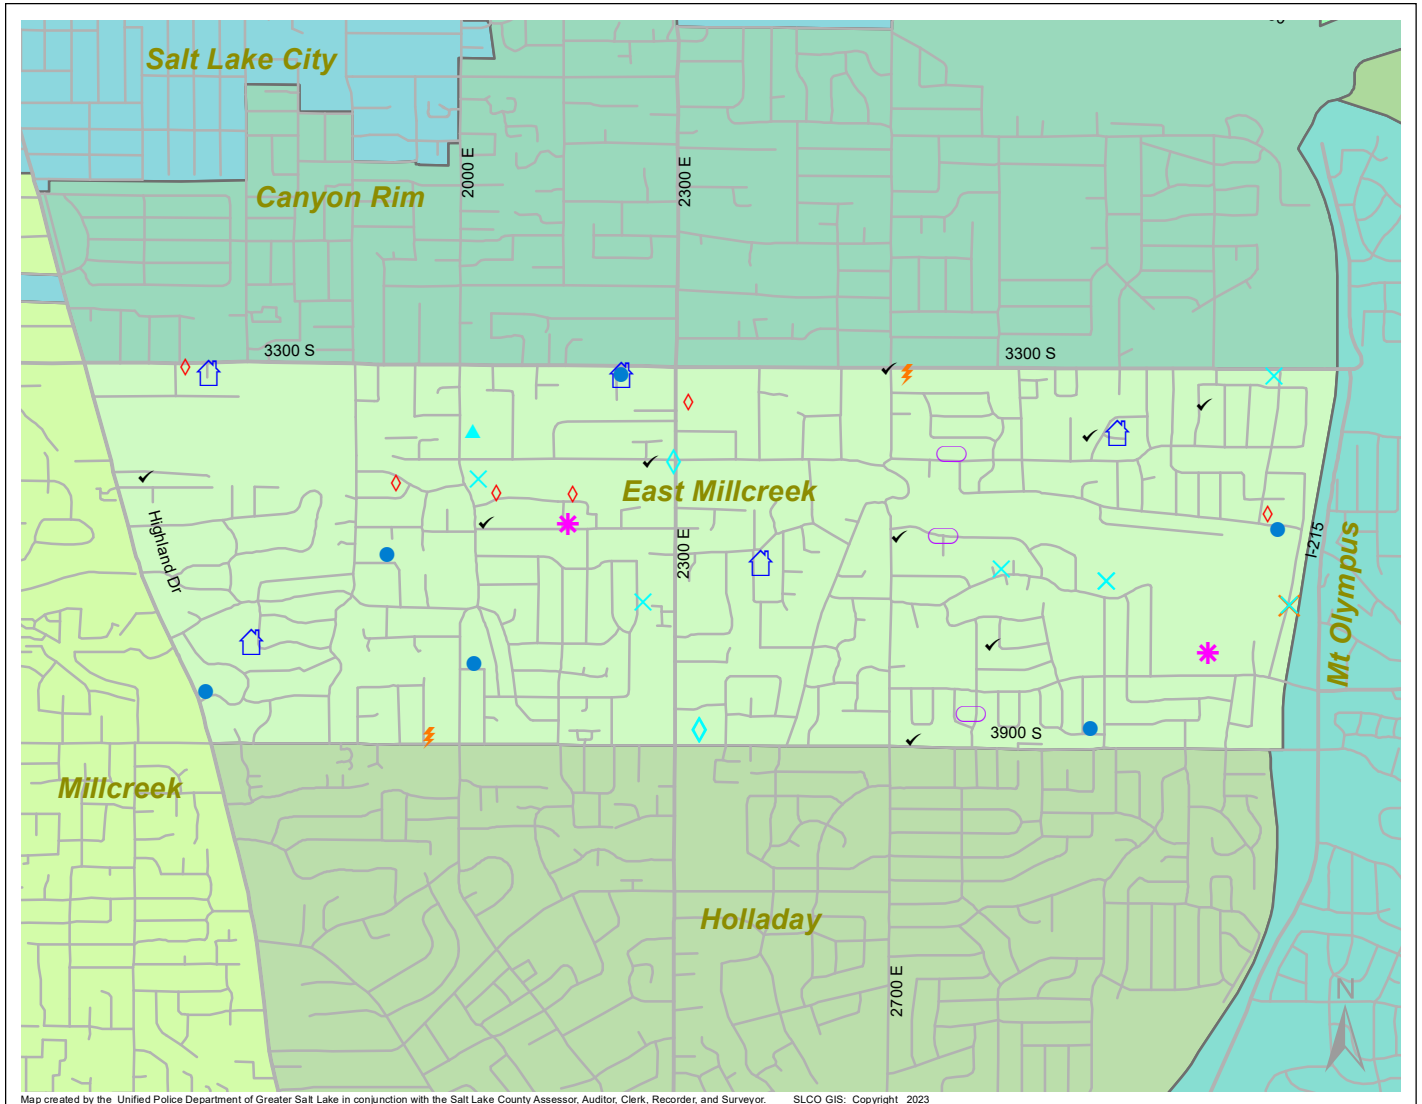 Salt Lake City
Canyon Rim
2000 E
2300 E
3300 S
3300 S
East Millcreek
Highland Dr
2300 E
I-215
Mt Olympus
3900 S
Millcreek
Holladay
2700 E
N
Map created by the Unified Police Department of Greater Salt Lake in conjunction with the Salt Lake County Assessor, Auditor, Clerk, Recorder, and Surveyor. SLCO GIS: Copyright 2023